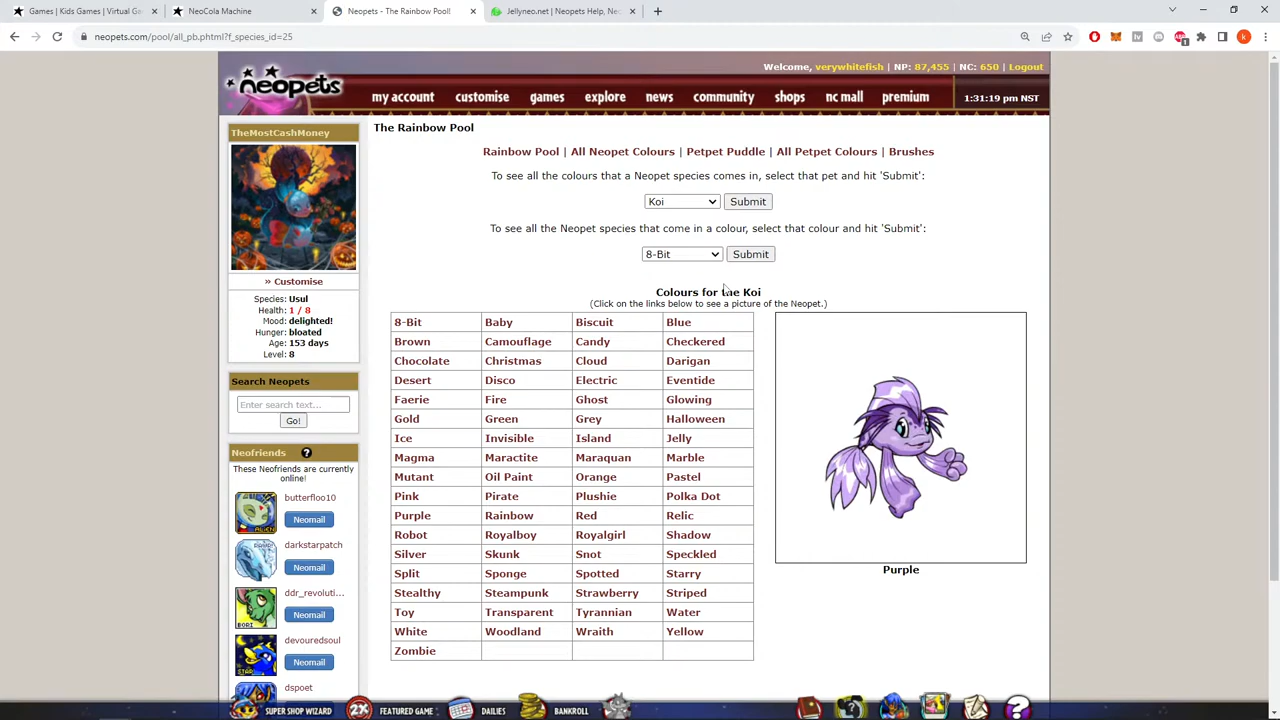 Games | Kids Games | Virtual G
NeoCola Machine
Neopets - The Rainbow Pool!
Jellyneo.net | Neopets Help, Nec
neopets.com/pool/all_pb.phtml?f_species_id=25
Welcome, verywhitefish | NP: 87,455 | NC: 650 | Logout
neopets
my account customise games explore news community shops nc mall premium 1:31:19 pm NST
TheMostCashMoney
» Customise
Species: Usul
Health: 1 / 8
Mood: delighted!
Hunger: bloated
Age: 153 days
Level: 8
Search Neopets
Enter search text...
Go!
Neofriends ?
These Neofriends are currently
online!
butterfloo10
Neomail
darkstarpatch
Neomail
ddr_revoluti...
Neomail
devouredsoul
Neomail
dspoet
The Rainbow Pool
Rainbow Pool | All Neopet Colours | Petpet Puddle | All Petpet Colours | Brushes
To see all the colours that a Neopet species comes in, select that pet and hit 'Submit':
Koi Submit
To see all the Neopet species that come in a colour, select that colour and hit 'Submit':
8-Bit Submit
Colours for the Koi
(Click on the links below to see a picture of the Neopet.)
8-Bit Baby Biscuit Blue
Brown Camouflage Candy Checkered
Chocolate Christmas Cloud Darigan
Desert Disco Electric Eventide
Faerie Fire Ghost Glowing
Gold Green Grey Halloween
Ice Invisible Island Jelly
Magma Maractite Maraquan Marble
Mutant Oil Paint Orange Pastel
Pink Pirate Plushie Polka Dot
Purple Rainbow Red Relic
Robot Royalboy Royalgirl Shadow
Silver Skunk Snot Speckled
Split Sponge Spotted Starry
Stealthy Steampunk Strawberry Striped
Toy Transparent Tyrannian Water
White Woodland Wraith Yellow
Zombie
Purple
SUPER SHOP WIZARD 2X FEATURED GAME DAILIES BANKROLL